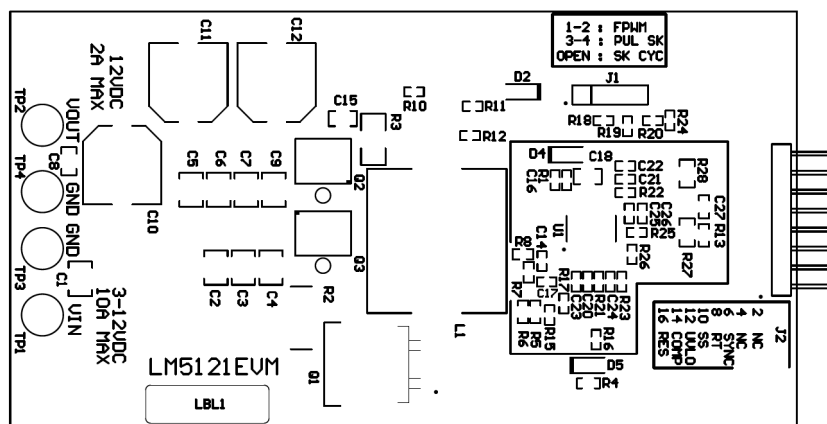 1-2 : FPWM
3-4 : PUL SK
OPEN : SK CYC
C11
C12
12VDC
2A MAX
D2
J1
TP2
VOUT
C15
R3
R10
R11
R12
R18
R19
R20
R24
C8
TP4
GND
C10
C5
C6
C7
C9
Q2
D4
R1
C16
C18
C22
C21
R22
R28
C27
R13
GND
TP3
C1
Q3
U1
C25
C26
R25
R26
R27
R8
C14
C17
R17
C2
C3
C4
R2
3-12VDC
10A MAX
VIN
TP1
L1
R7
R6
R5
R15
C23
C20
R21
C24
R23
R16
LM5121EVM
LBL1
Q1
D5
R4
2 NC
4 NC
6 SYNC
8 RT
10 SS
12 UVLO
14 COMP
16 RES
J2